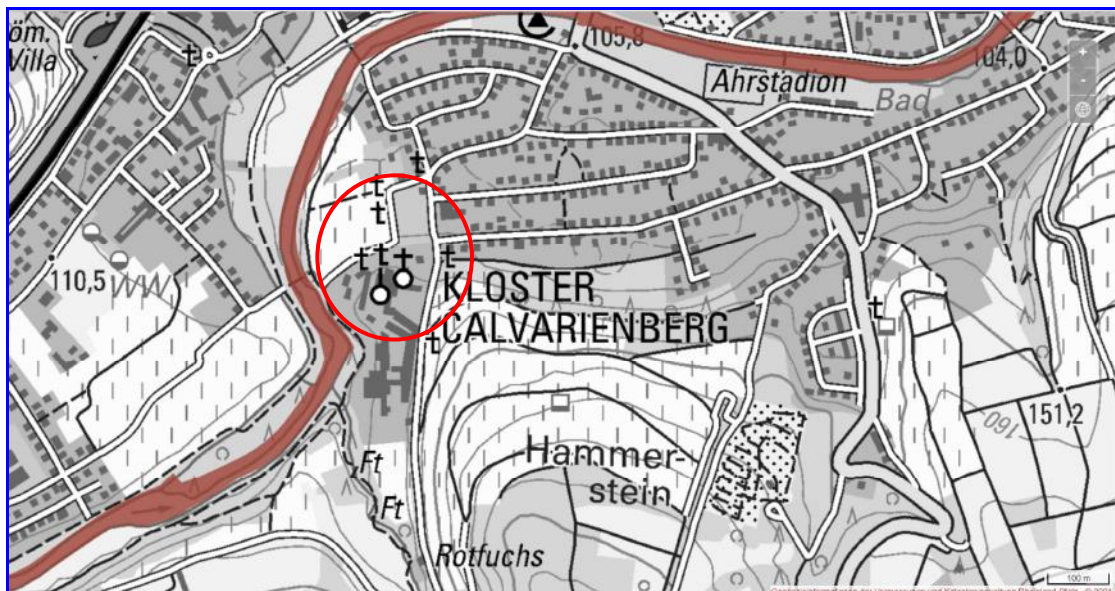 öm.
Villa
105,8
104,0
Ahrstadion
Bad
110,5
WW
KLOSTER
CALVARIENBERG
Hammer-
stein
151,2
160
Ft
Ft
Rotfuchs
100 m